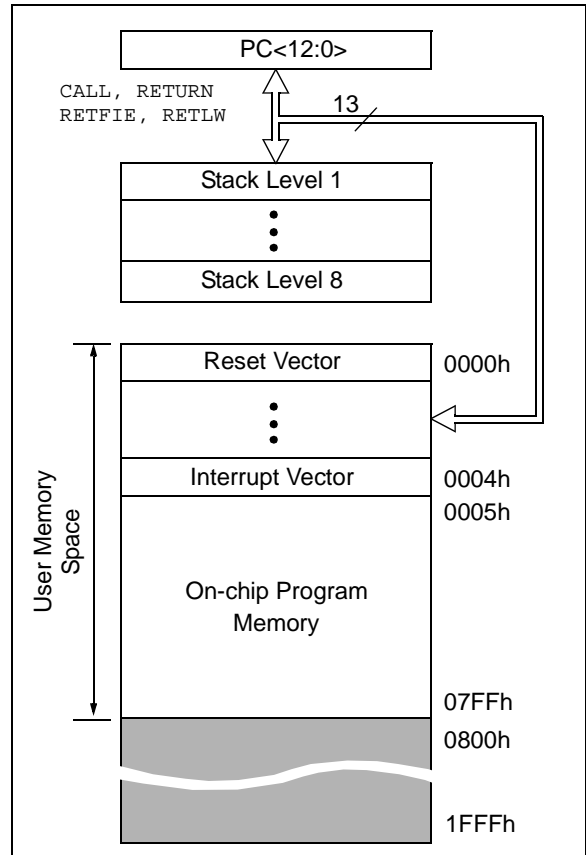 PC<12:0>
CALL, RETURN
RETFIE, RETLW
13
Stack Level 1
Stack Level 8
Reset Vector
0000h
Interrupt Vector
0004h
0005h
User Memory
Space
On-chip Program
Memory
07FFh
0800h
1FFFh